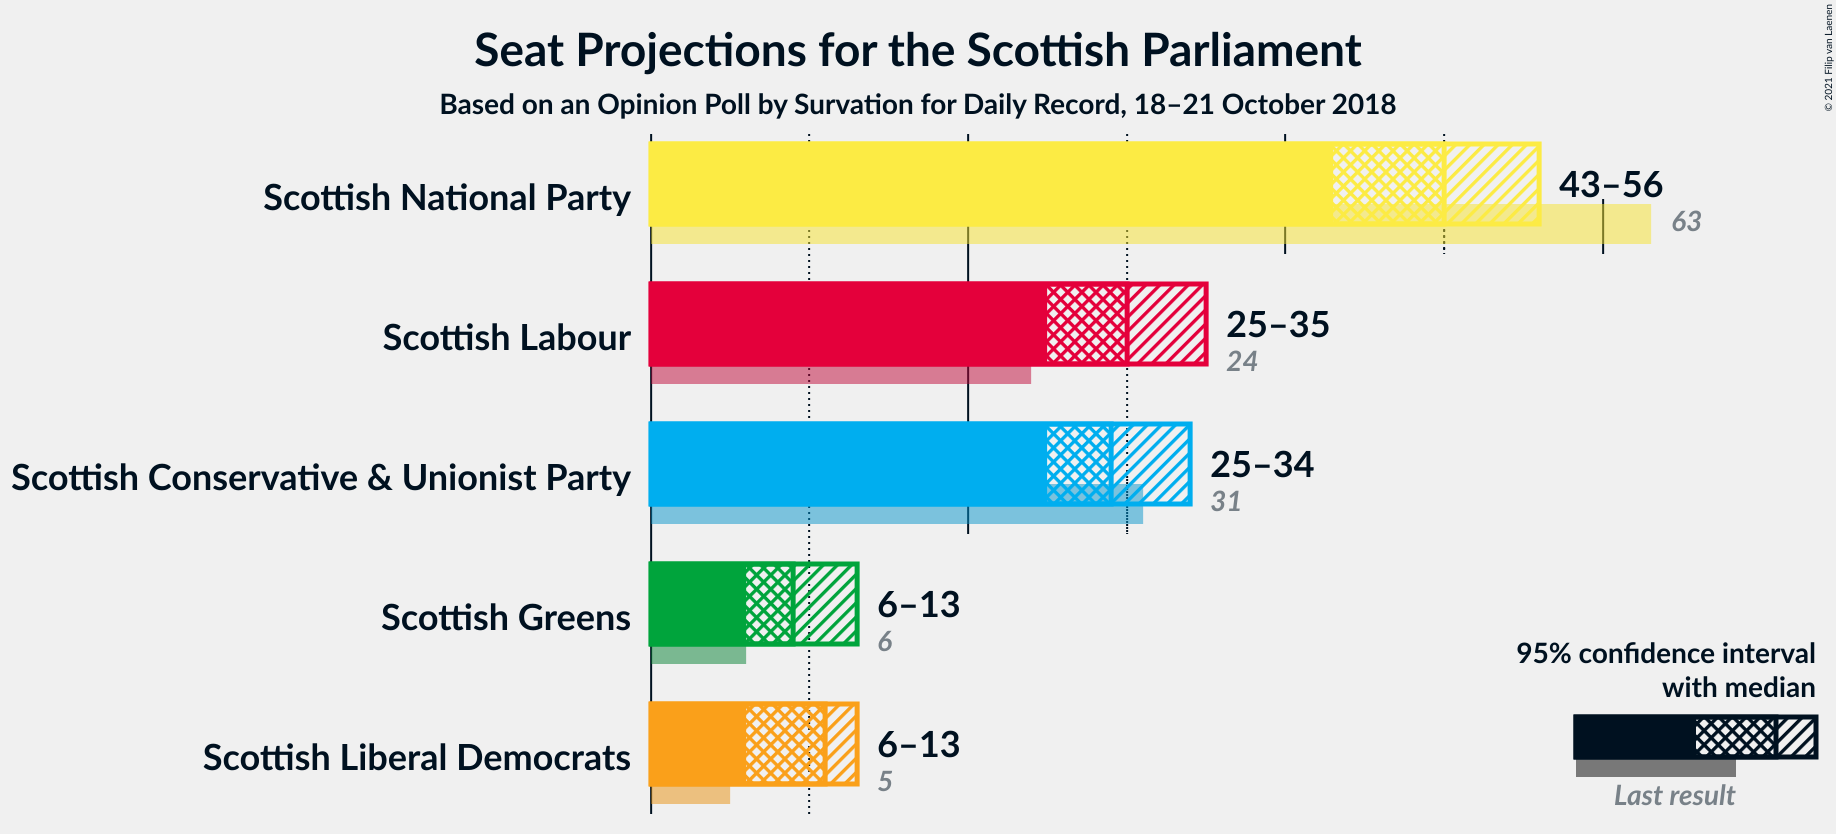 Seat Projections for the Scottish Parliament
Based on an Opinion Poll by Survation for Daily Record, 18–21 October 2018
© 2021 Filip van Laenen
Scottish National Party
43–56
63
Scottish Labour
25–35
24
Scottish Conservative & Unionist Party
25–34
31
Scottish Greens
6–13
6
Scottish Liberal Democrats
6–13
5
95% confidence interval
with median
Last result